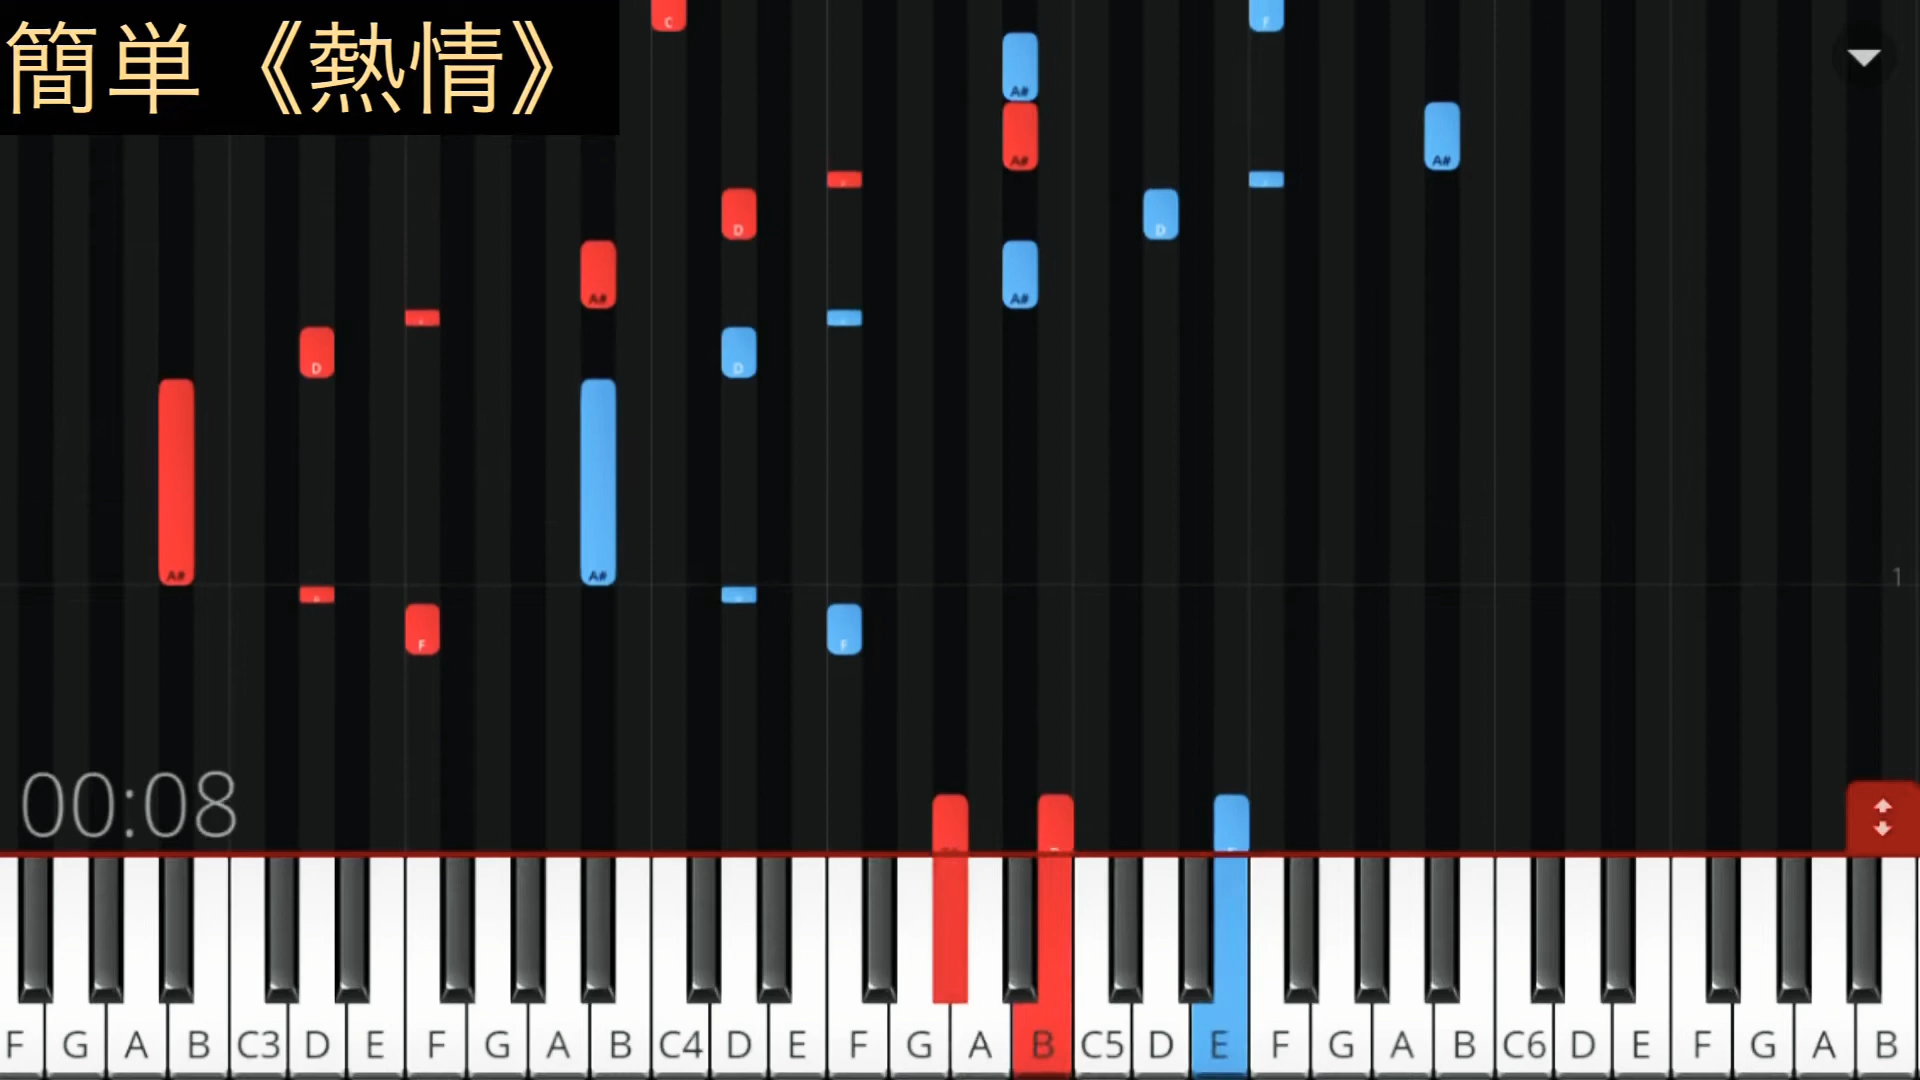 簡単《熱情》
C
F
A#
A#
A#
D
D
A#
A#
D
D
A#
A#
1
F
F
00:08
F G A B C3 D E F G A B C4 D E F G A B C5 D E F G A B C6 D E F G A B